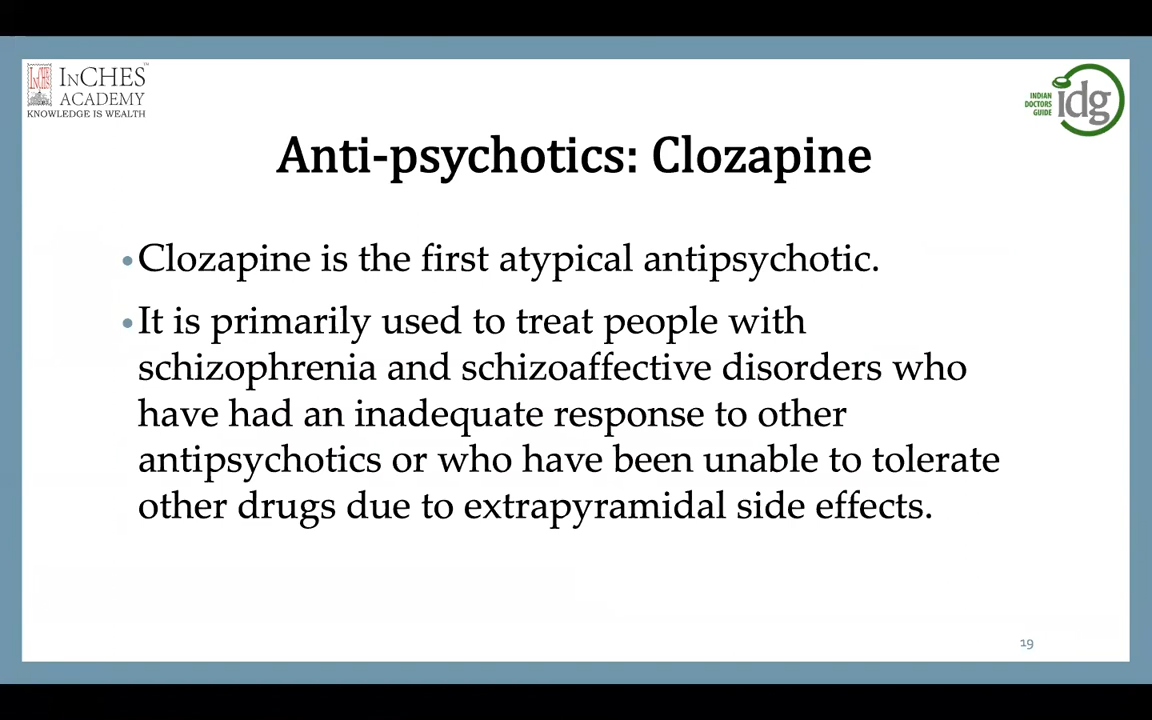 InCHES
ACADEMY
KNOWLEDGE IS WEALTH
INDIAN
DOCTORS
GUIDE
idg
Anti-psychotics: Clozapine
•Clozapine is the first atypical antipsychotic.
•It is primarily used to treat people with
schizophrenia and schizoaffective disorders who
have had an inadequate response to other
antipsychotics or who have been unable to tolerate
other drugs due to extrapyramidal side effects.
19